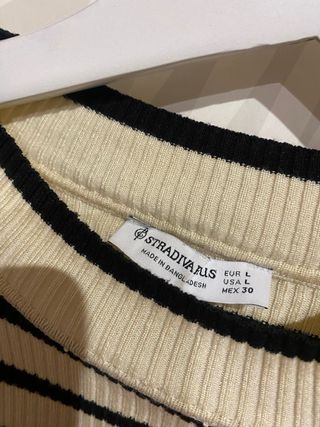 STRADIVARIUS
MADE IN BANGLADESH
EUR L
USA L
MEX 30